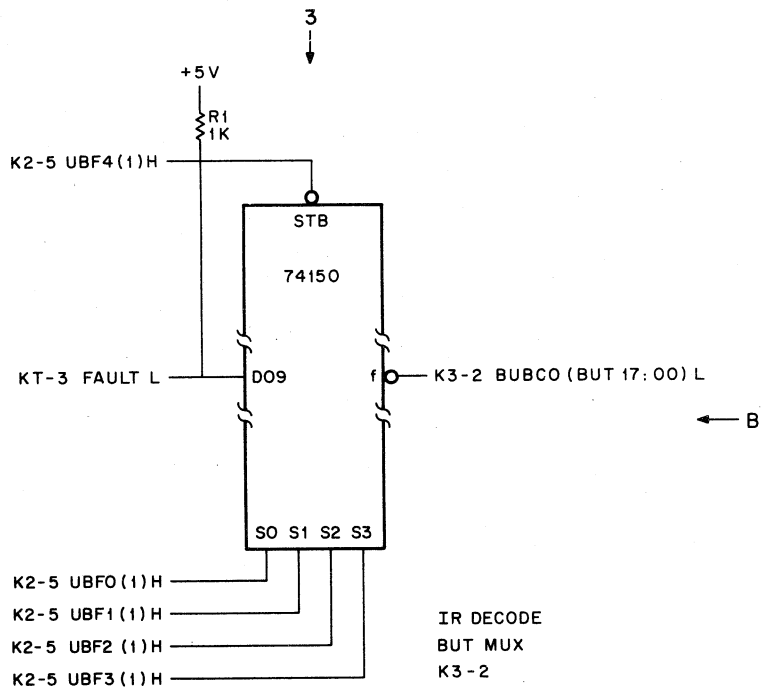 3
+5V
R1
1K
K2-5 UBF4(1)H
STB
74150
KT-3 FAULT L
D09
f
K3-2 BUBC0 (BUT 17:00) L
B
S0 S1 S2 S3
K2-5 UBF0(1)H
K2-5 UBF1(1)H
K2-5 UBF2(1)H
K2-5 UBF3(1)H
IR DECODE
BUT MUX
K3-2